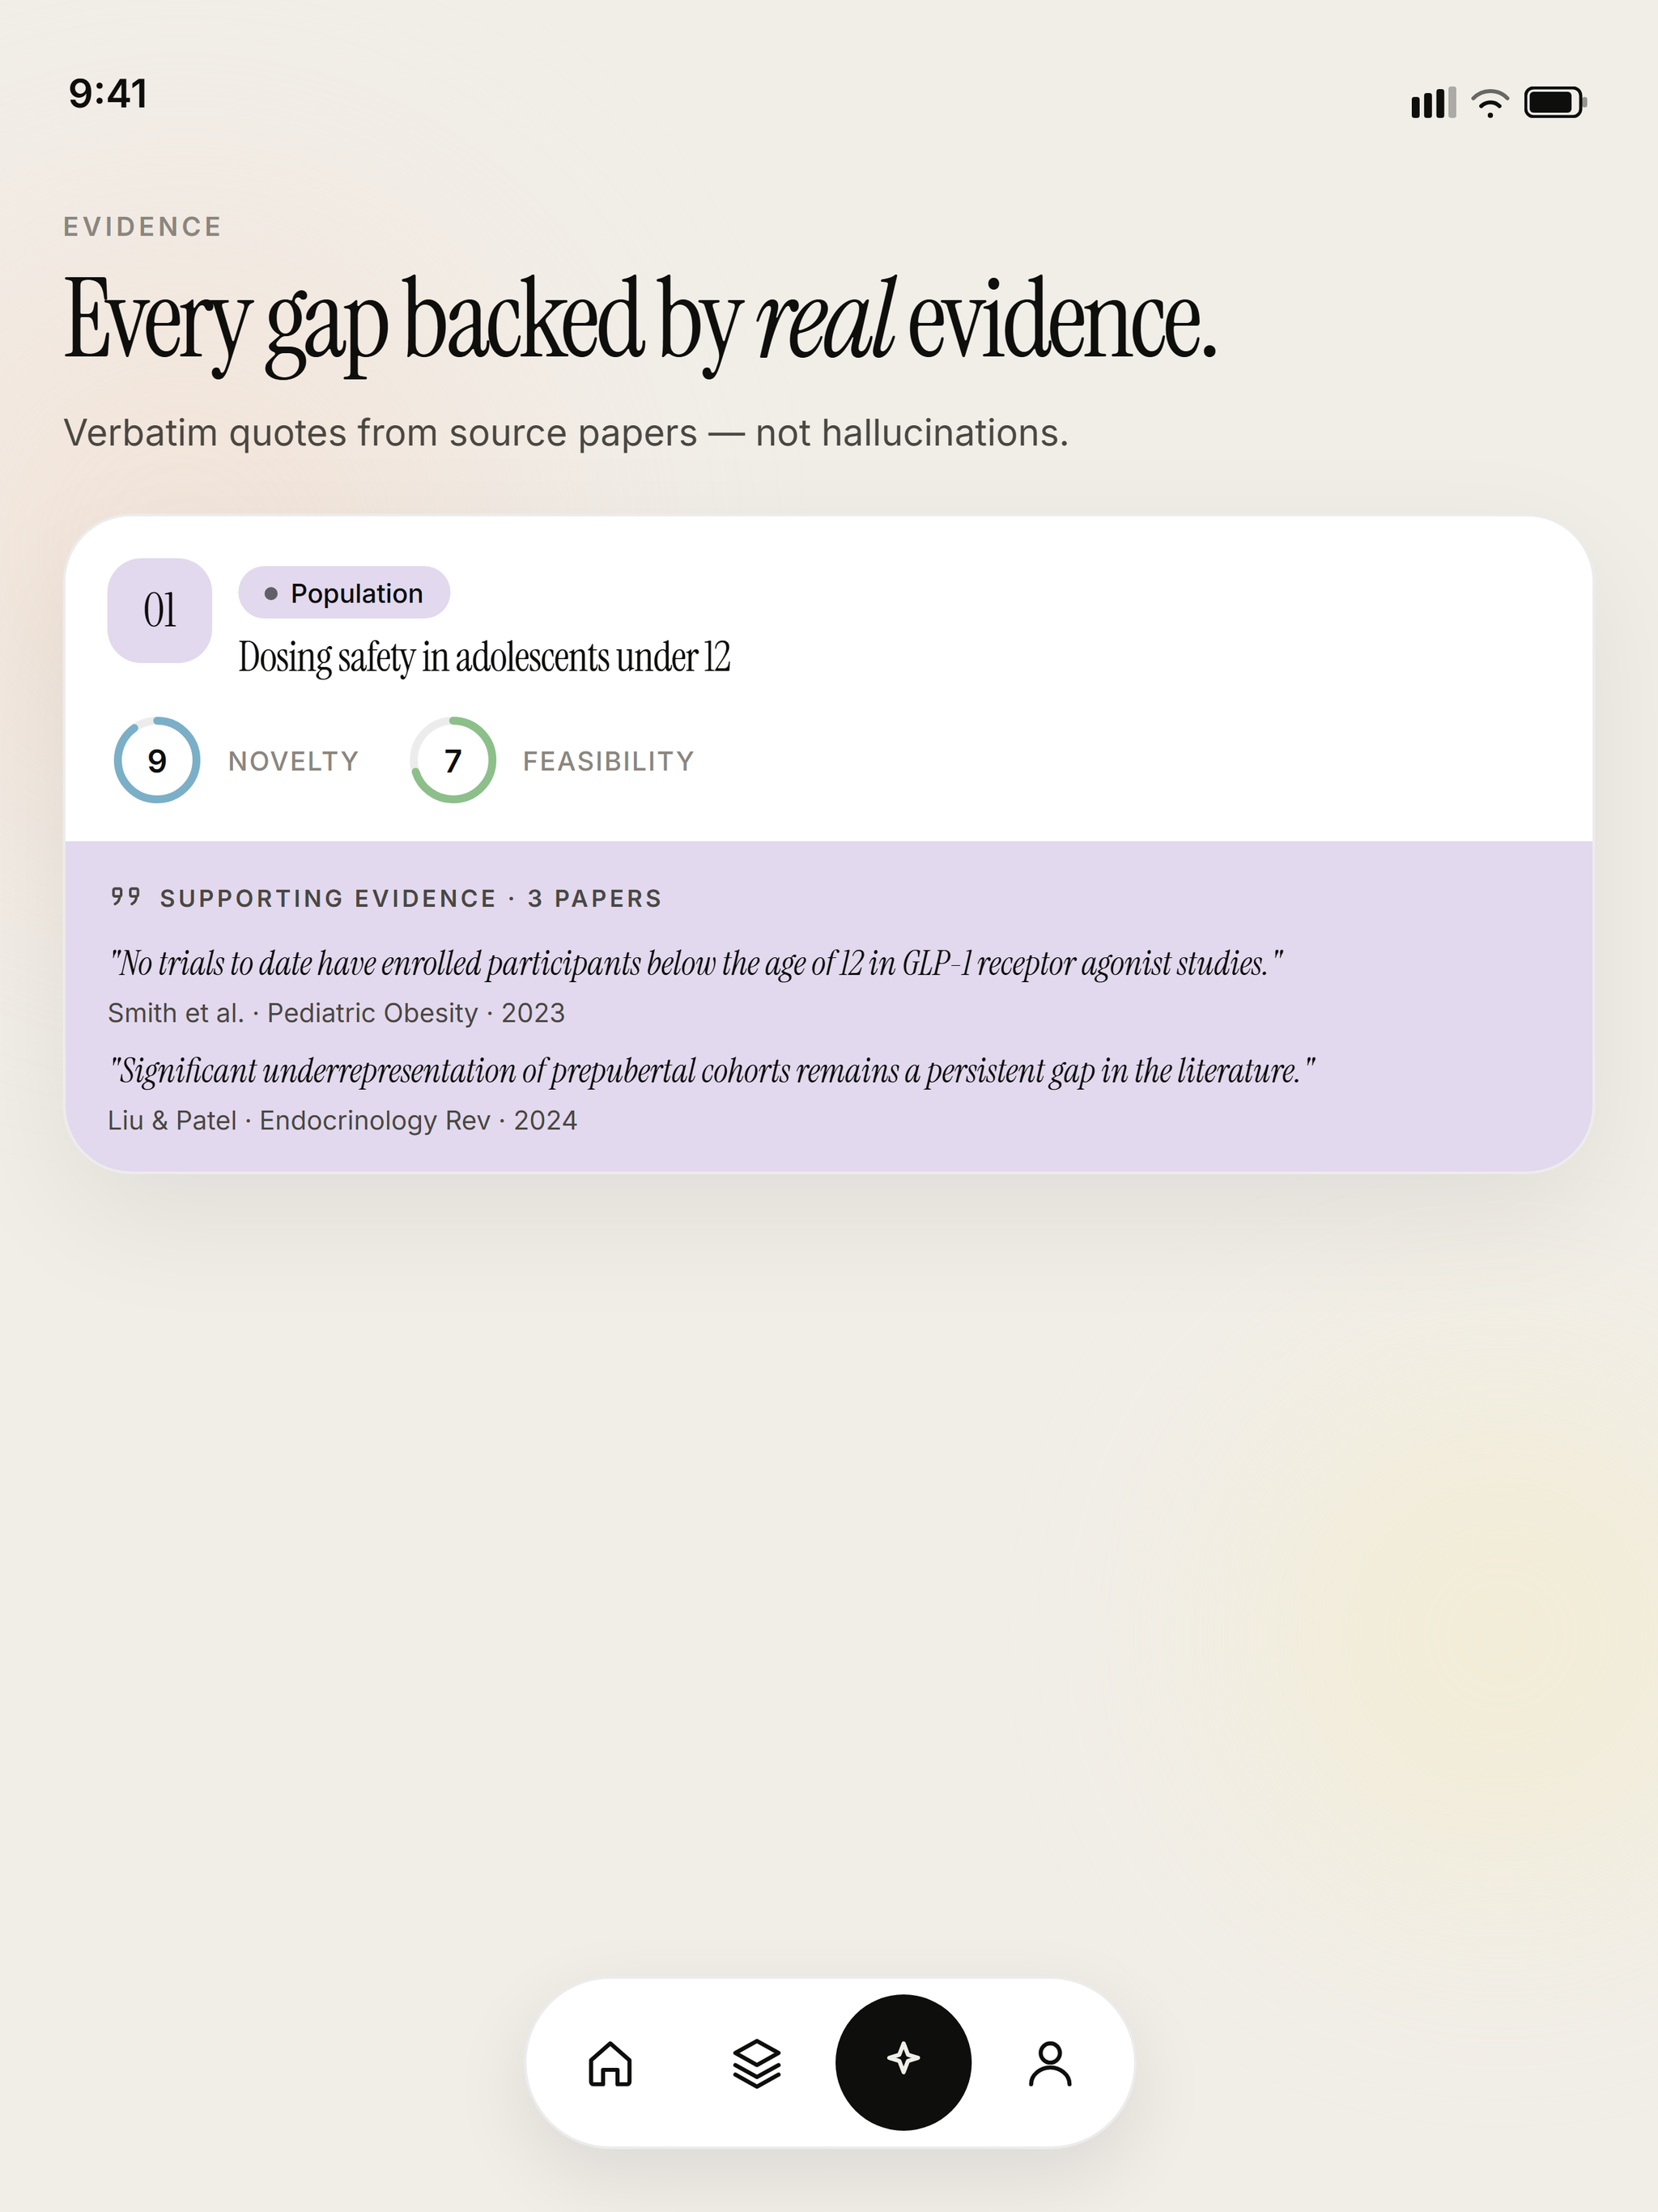 9:41
EVIDENCE
Every gap backed by real evidence.
Verbatim quotes from source papers — not hallucinations.
01
Population
Dosing safety in adolescents under 12
9 NOVELTY 7 FEASIBILITY
SUPPORTING EVIDENCE · 3 PAPERS
"No trials to date have enrolled participants below the age of 12 in GLP-1 receptor agonist studies."
Smith et al. · Pediatric Obesity · 2023
"Significant underrepresentation of prepubertal cohorts remains a persistent gap in the literature."
Liu & Patel · Endocrinology Rev · 2024